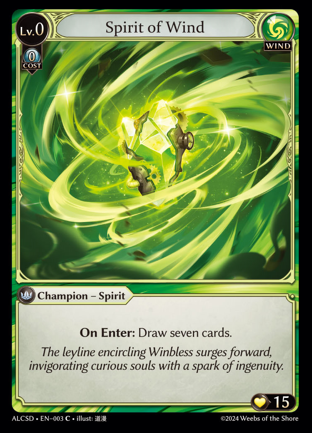 Lv.0
Spirit of Wind
WIND
0
COST
Champion – Spirit
On Enter: Draw seven cards.
The leyline encircling Winbless surges forward,
invigorating curious souls with a spark of ingenuity.
15
ALCSD • EN-003 C • illust: 道漫
©2024 Weebs of the Shore